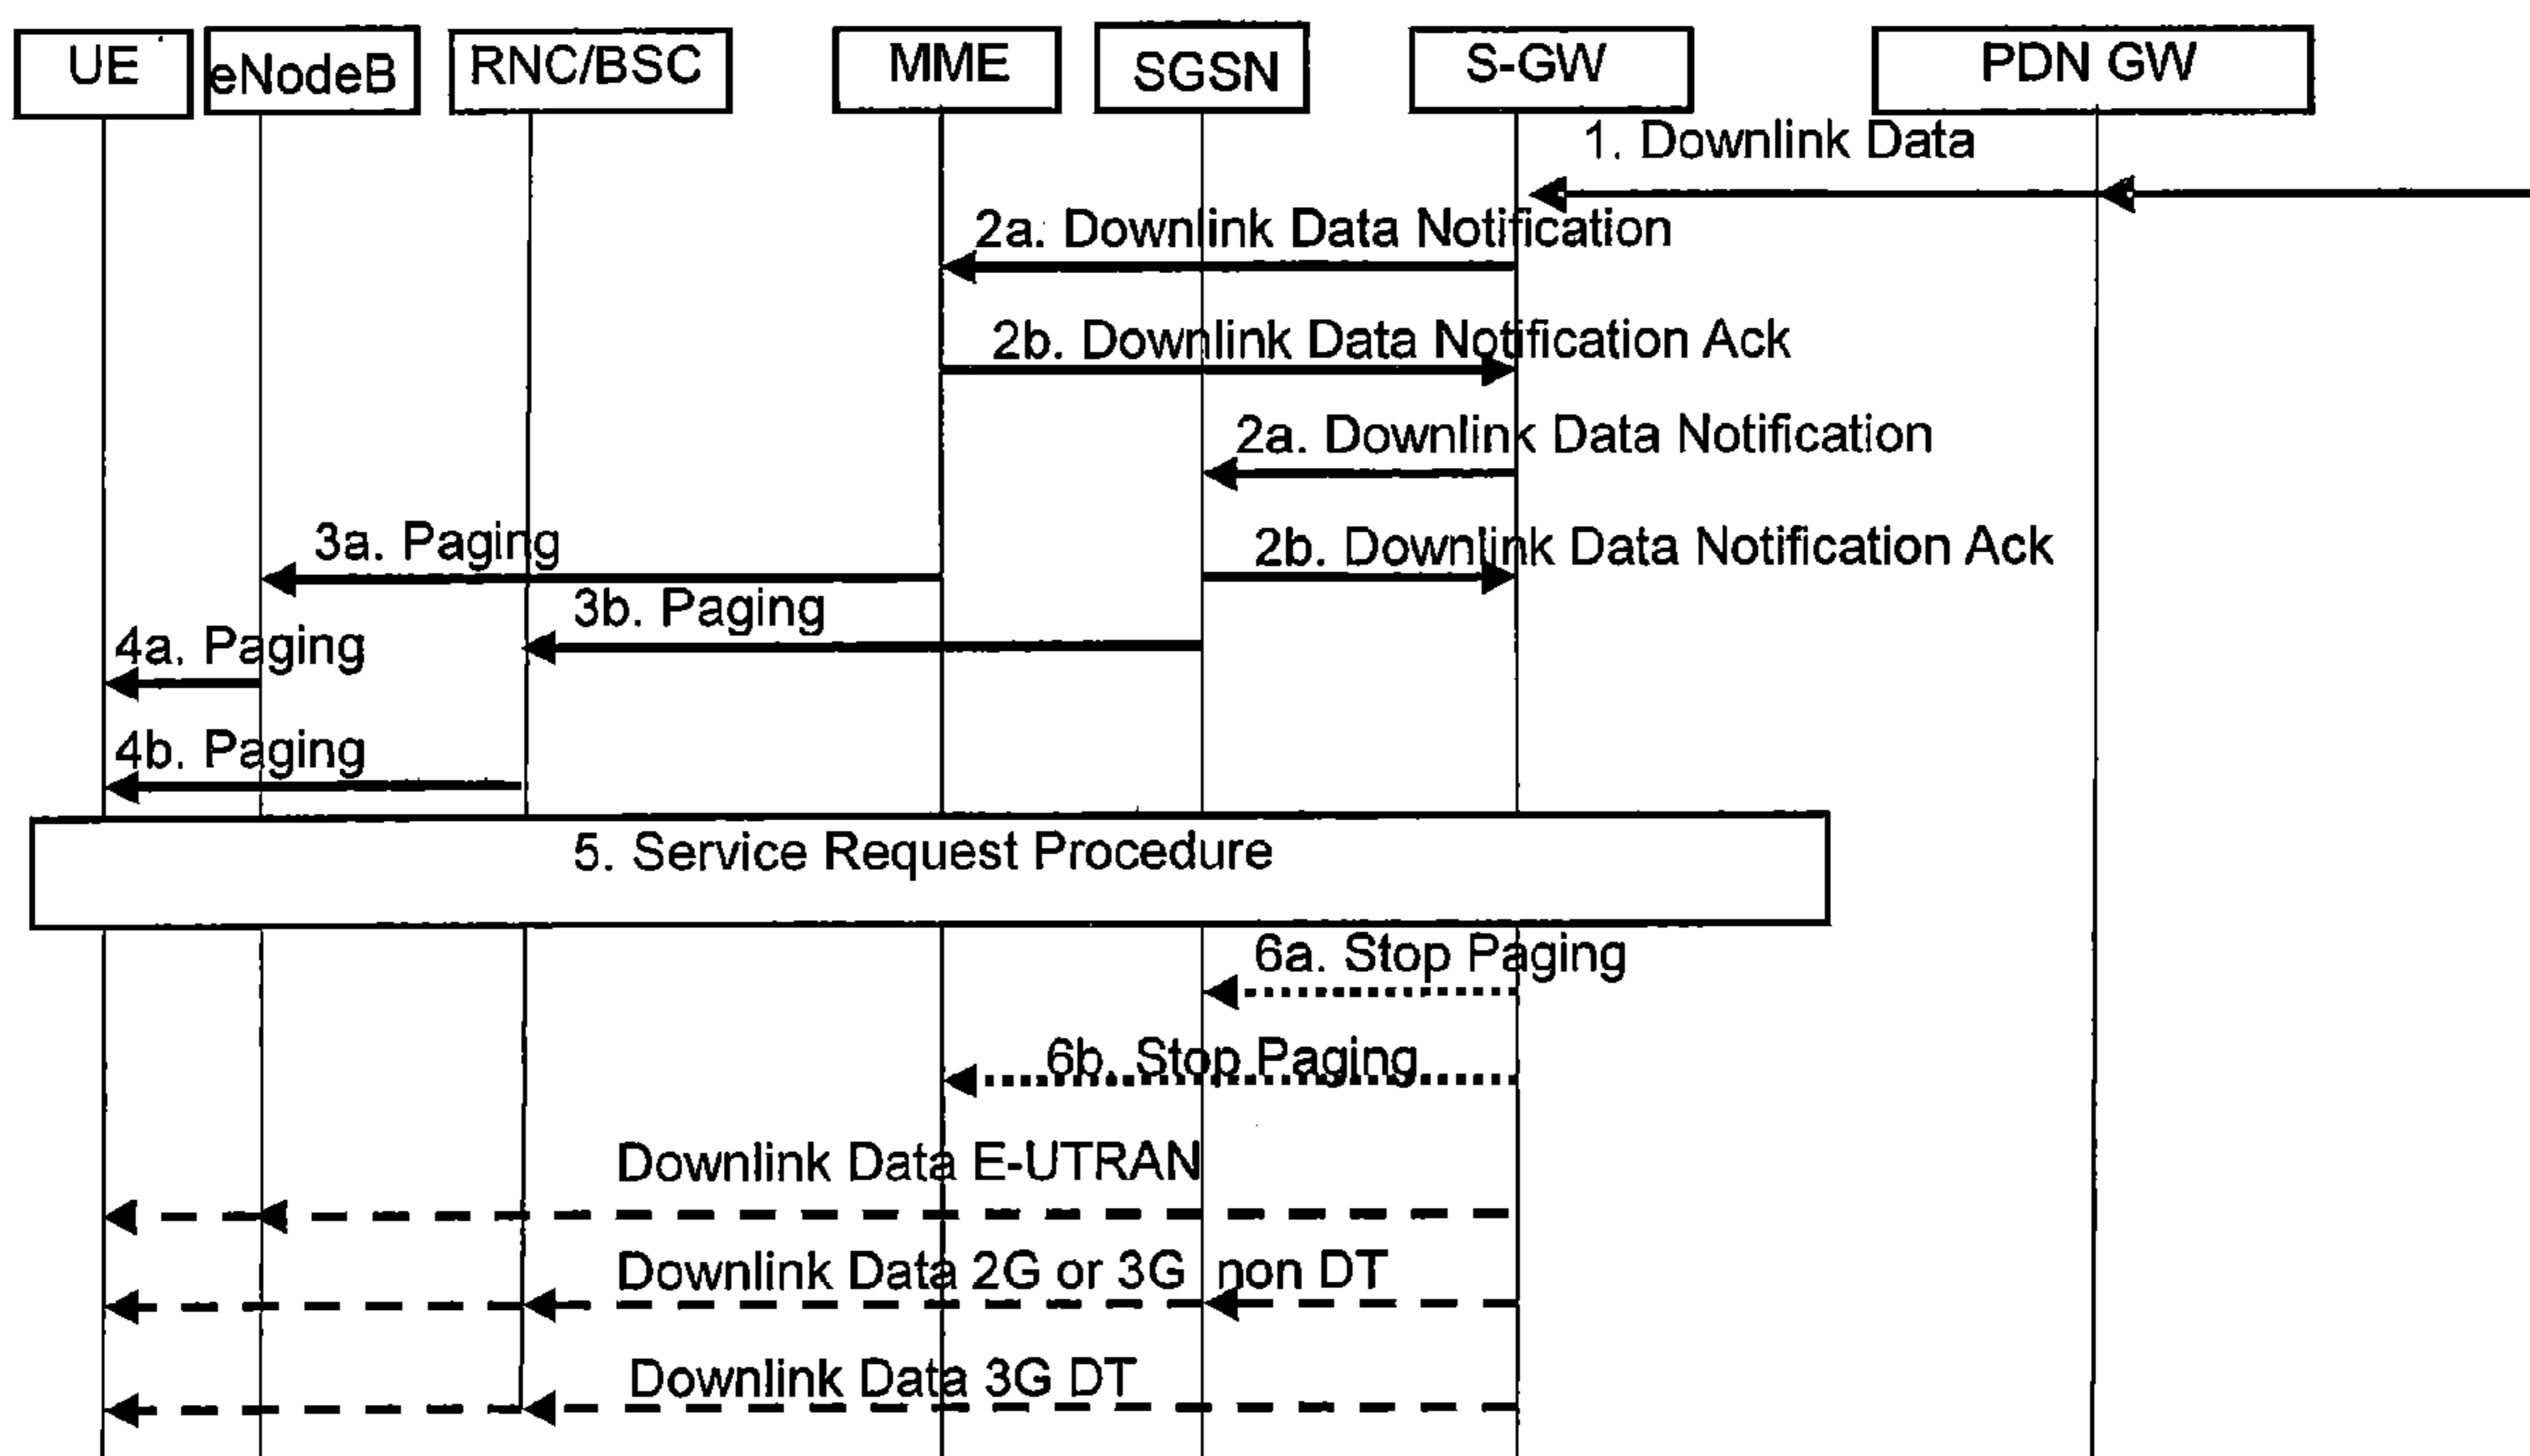 UE
eNodeB
RNC/BSC
MME
SGSN
S-GW
PDN GW
1. Downlink Data
2a. Downlink Data Notification
2b. Downlink Data Notification Ack
2a. Downlink Data Notification
3a. Paging
2b. Downlink Data Notification Ack
3b. Paging
4a. Paging
4b. Paging
5. Service Request Procedure
6a. Stop Paging
6b. Stop Paging
Downlink Data E-UTRAN
Downlink Data 2G or 3G non DT
Downlink Data 3G DT